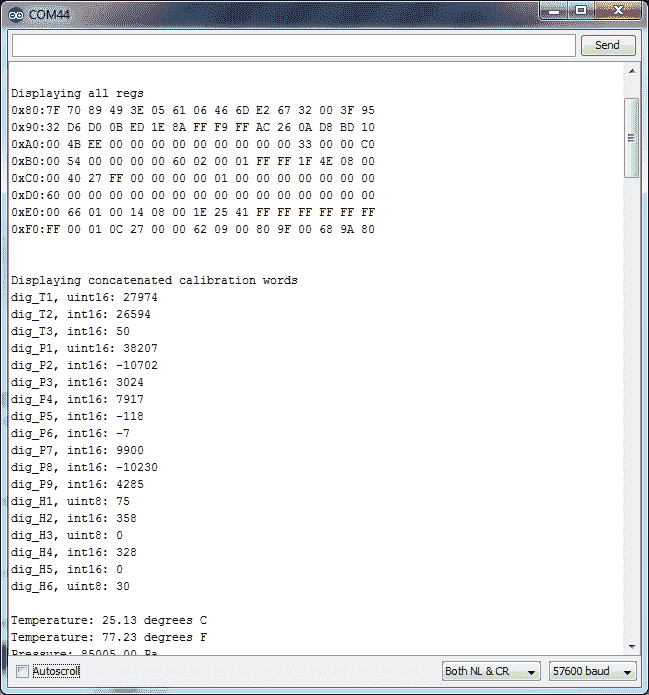 COM44
Send
Displaying all regs
0x80:7F 70 89 49 3E 05 61 06 46 6D E2 67 32 00 3F 95
0x90:32 D6 D0 0B ED 1E 8A FF F9 FF AC 26 0A D8 BD 10
0xA0:00 4B EE 00 00 00 00 00 00 00 00 00 33 00 00 C0
0xB0:00 54 00 00 00 00 60 02 00 01 FF FF 1F 4E 08 00
0xC0:00 40 27 FF 00 00 00 00 01 00 00 00 00 00 00 00
0xD0:60 00 00 00 00 00 00 00 00 00 00 00 00 00 00 00
0xE0:00 66 01 00 14 08 00 1E 25 41 FF FF FF FF FF FF
0xF0:FF 00 01 0C 27 00 00 62 09 00 80 9F 00 68 9A 80
Displaying concatenated calibration words
dig_T1, uint16: 27974
dig_T2, int16: 26594
dig_T3, int16: 50
dig_P1, uint16: 38207
dig_P2, int16: -10702
dig_P3, int16: 3024
dig_P4, int16: 7917
dig_P5, int16: -118
dig_P6, int16: -7
dig_P7, int16: 9900
dig_P8, int16: -10230
dig_P9, int16: 4285
dig_H1, uint8: 75
dig_H2, int16: 358
dig_H3, uint8: 0
dig_H4, int16: 328
dig_H5, int16: 0
dig_H6, uint8: 30
Temperature: 25.13 degrees C
Temperature: 77.23 degrees F
Pressure: 85005.00 Pa
Autoscroll
Both NL & CR
57600 baud